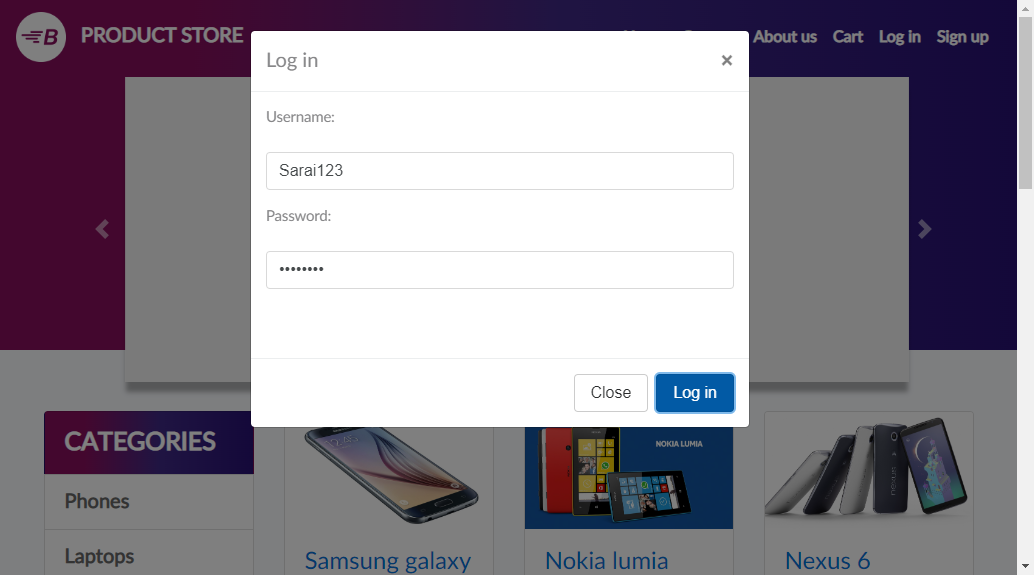 B PRODUCT STORE
About us Cart Log in Sign up
Log in ×
Username:
Sarai123
Password:
••••••••
Close Log in
CATEGORIES
Phones
Laptops
NOKIA LUMIA
nexus
Samsung galaxy
Nokia lumia
Nexus 6